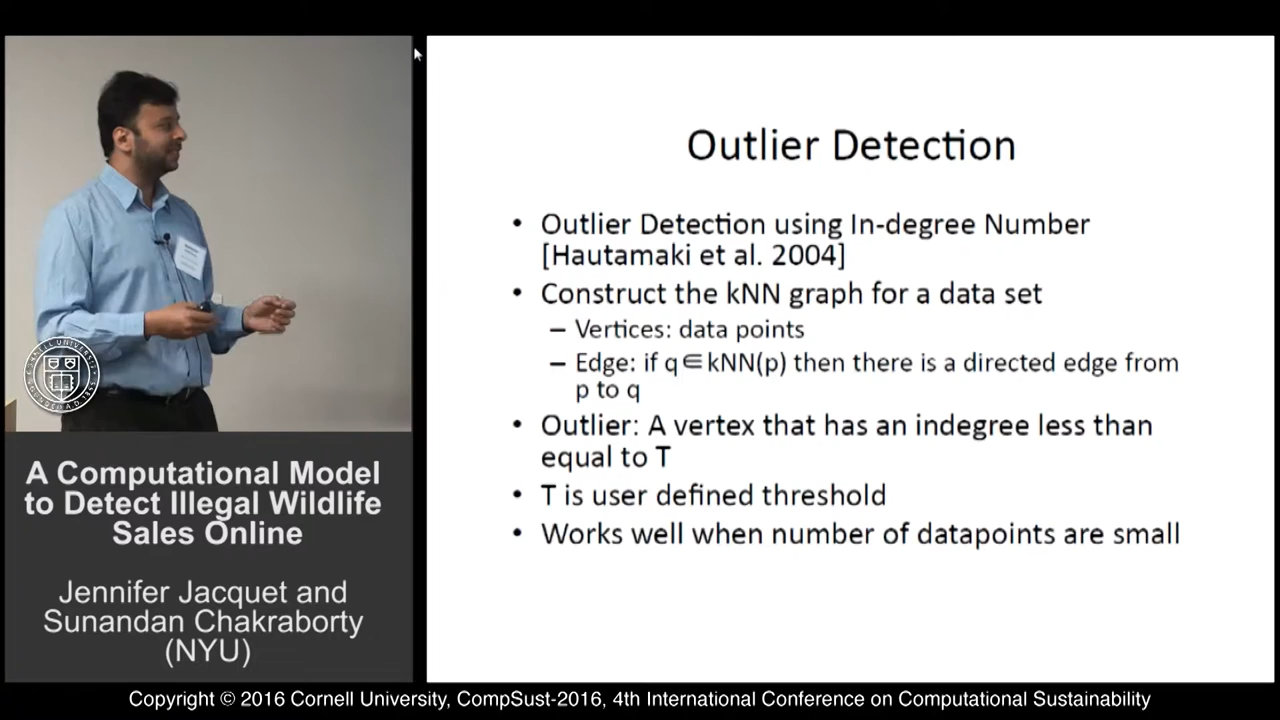 Outlier Detection
• Outlier Detection using In-degree Number
[Hautamaki et al. 2004]
• Construct the kNN graph for a data set
– Vertices: data points
– Edge: if q∈kNN(p) then there is a directed edge from
p to q
• Outlier: A vertex that has an indegree less than
equal to T
• T is user defined threshold
• Works well when number of datapoints are small
A Computational Model
to Detect Illegal Wildlife
Sales Online
Jennifer Jacquet and
Sunandan Chakraborty
(NYU)
Copyright © 2016 Cornell University, CompSust-2016, 4th International Conference on Computational Sustainability